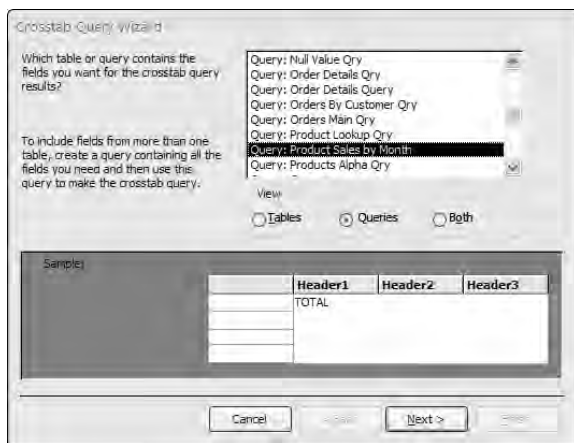 Crosstab Query Wizard
Which table or query contains the
fields you want for the crosstab query
results?
To include fields from more than one
table, create a query containing all the
fields you need and then use this
query to make the crosstab query.
Query: Null Value Qry
Query: Order Details Qry
Query: Order Details Query
Query: Orders By Customer Qry
Query: Orders Main Qry
Query: Product Lookup Qry
Query: Product Sales by Month
Query: Products Alpha Qry
View
Tables Queries Both
Sample:
Header1 Header2 Header3
TOTAL
Cancel Next >